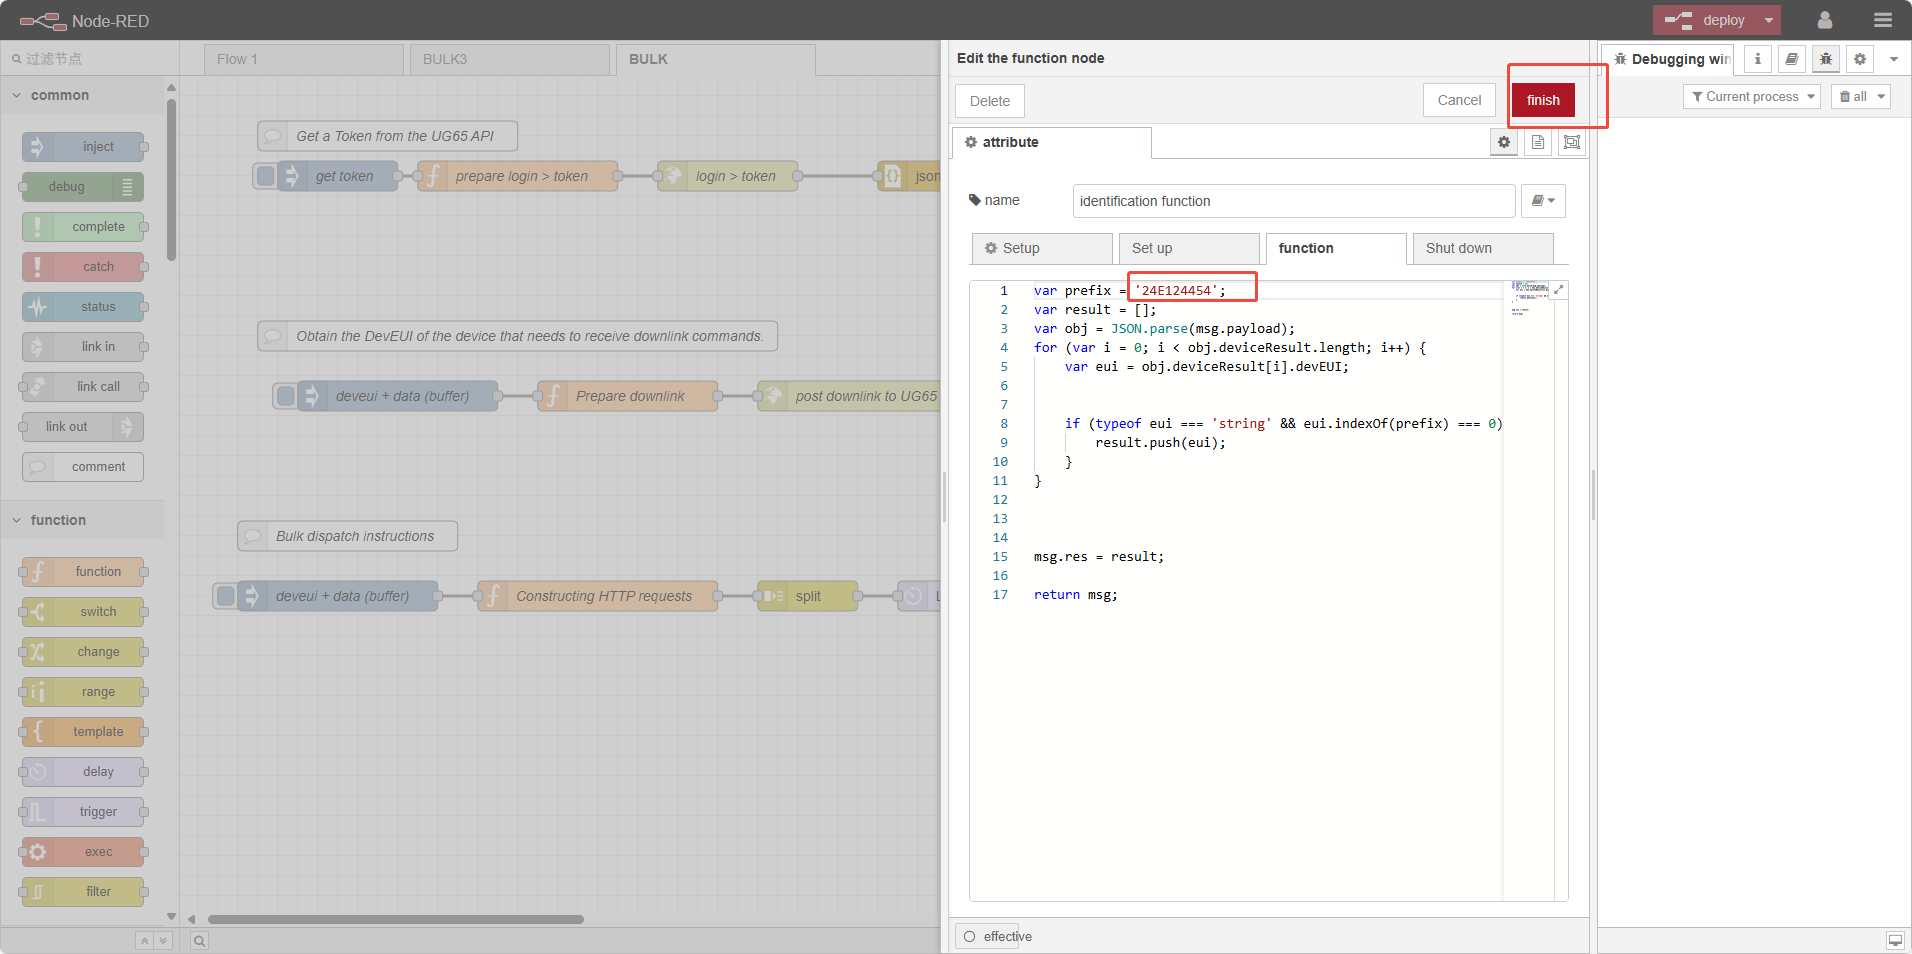 Node-RED
deploy
过滤节点
Flow 1
BULK3
BULK
Edit the function node
Debugging win
Delete
Cancel
finish
Current process
all
common
inject
debug
complete
catch
status
link in
link call
link out
comment
function
function
switch
change
range
template
delay
trigger
exec
filter
Get a Token from the UG65 API
get token
prepare login > token
login > token
json
Obtain the DevEUI of the device that needs to receive downlink commands.
deveui + data (buffer)
Prepare downlink
post downlink to UG65
Bulk dispatch instructions
deveui + data (buffer)
Constructing HTTP requests
split
attribute
name
identification function
Setup
Set up
function
Shut down
1 var prefix = '24E124454';
2 var result = [];
3 var obj = JSON.parse(msg.payload);
4 for (var i = 0; i < obj.deviceResult.length; i++) {
5 var eui = obj.deviceResult[i].devEUI;
6
7
8 if (typeof eui === 'string' && eui.indexOf(prefix) === 0)
9 result.push(eui);
10 }
11 }
12
13
14
15 msg.res = result;
16
17 return msg;
effective